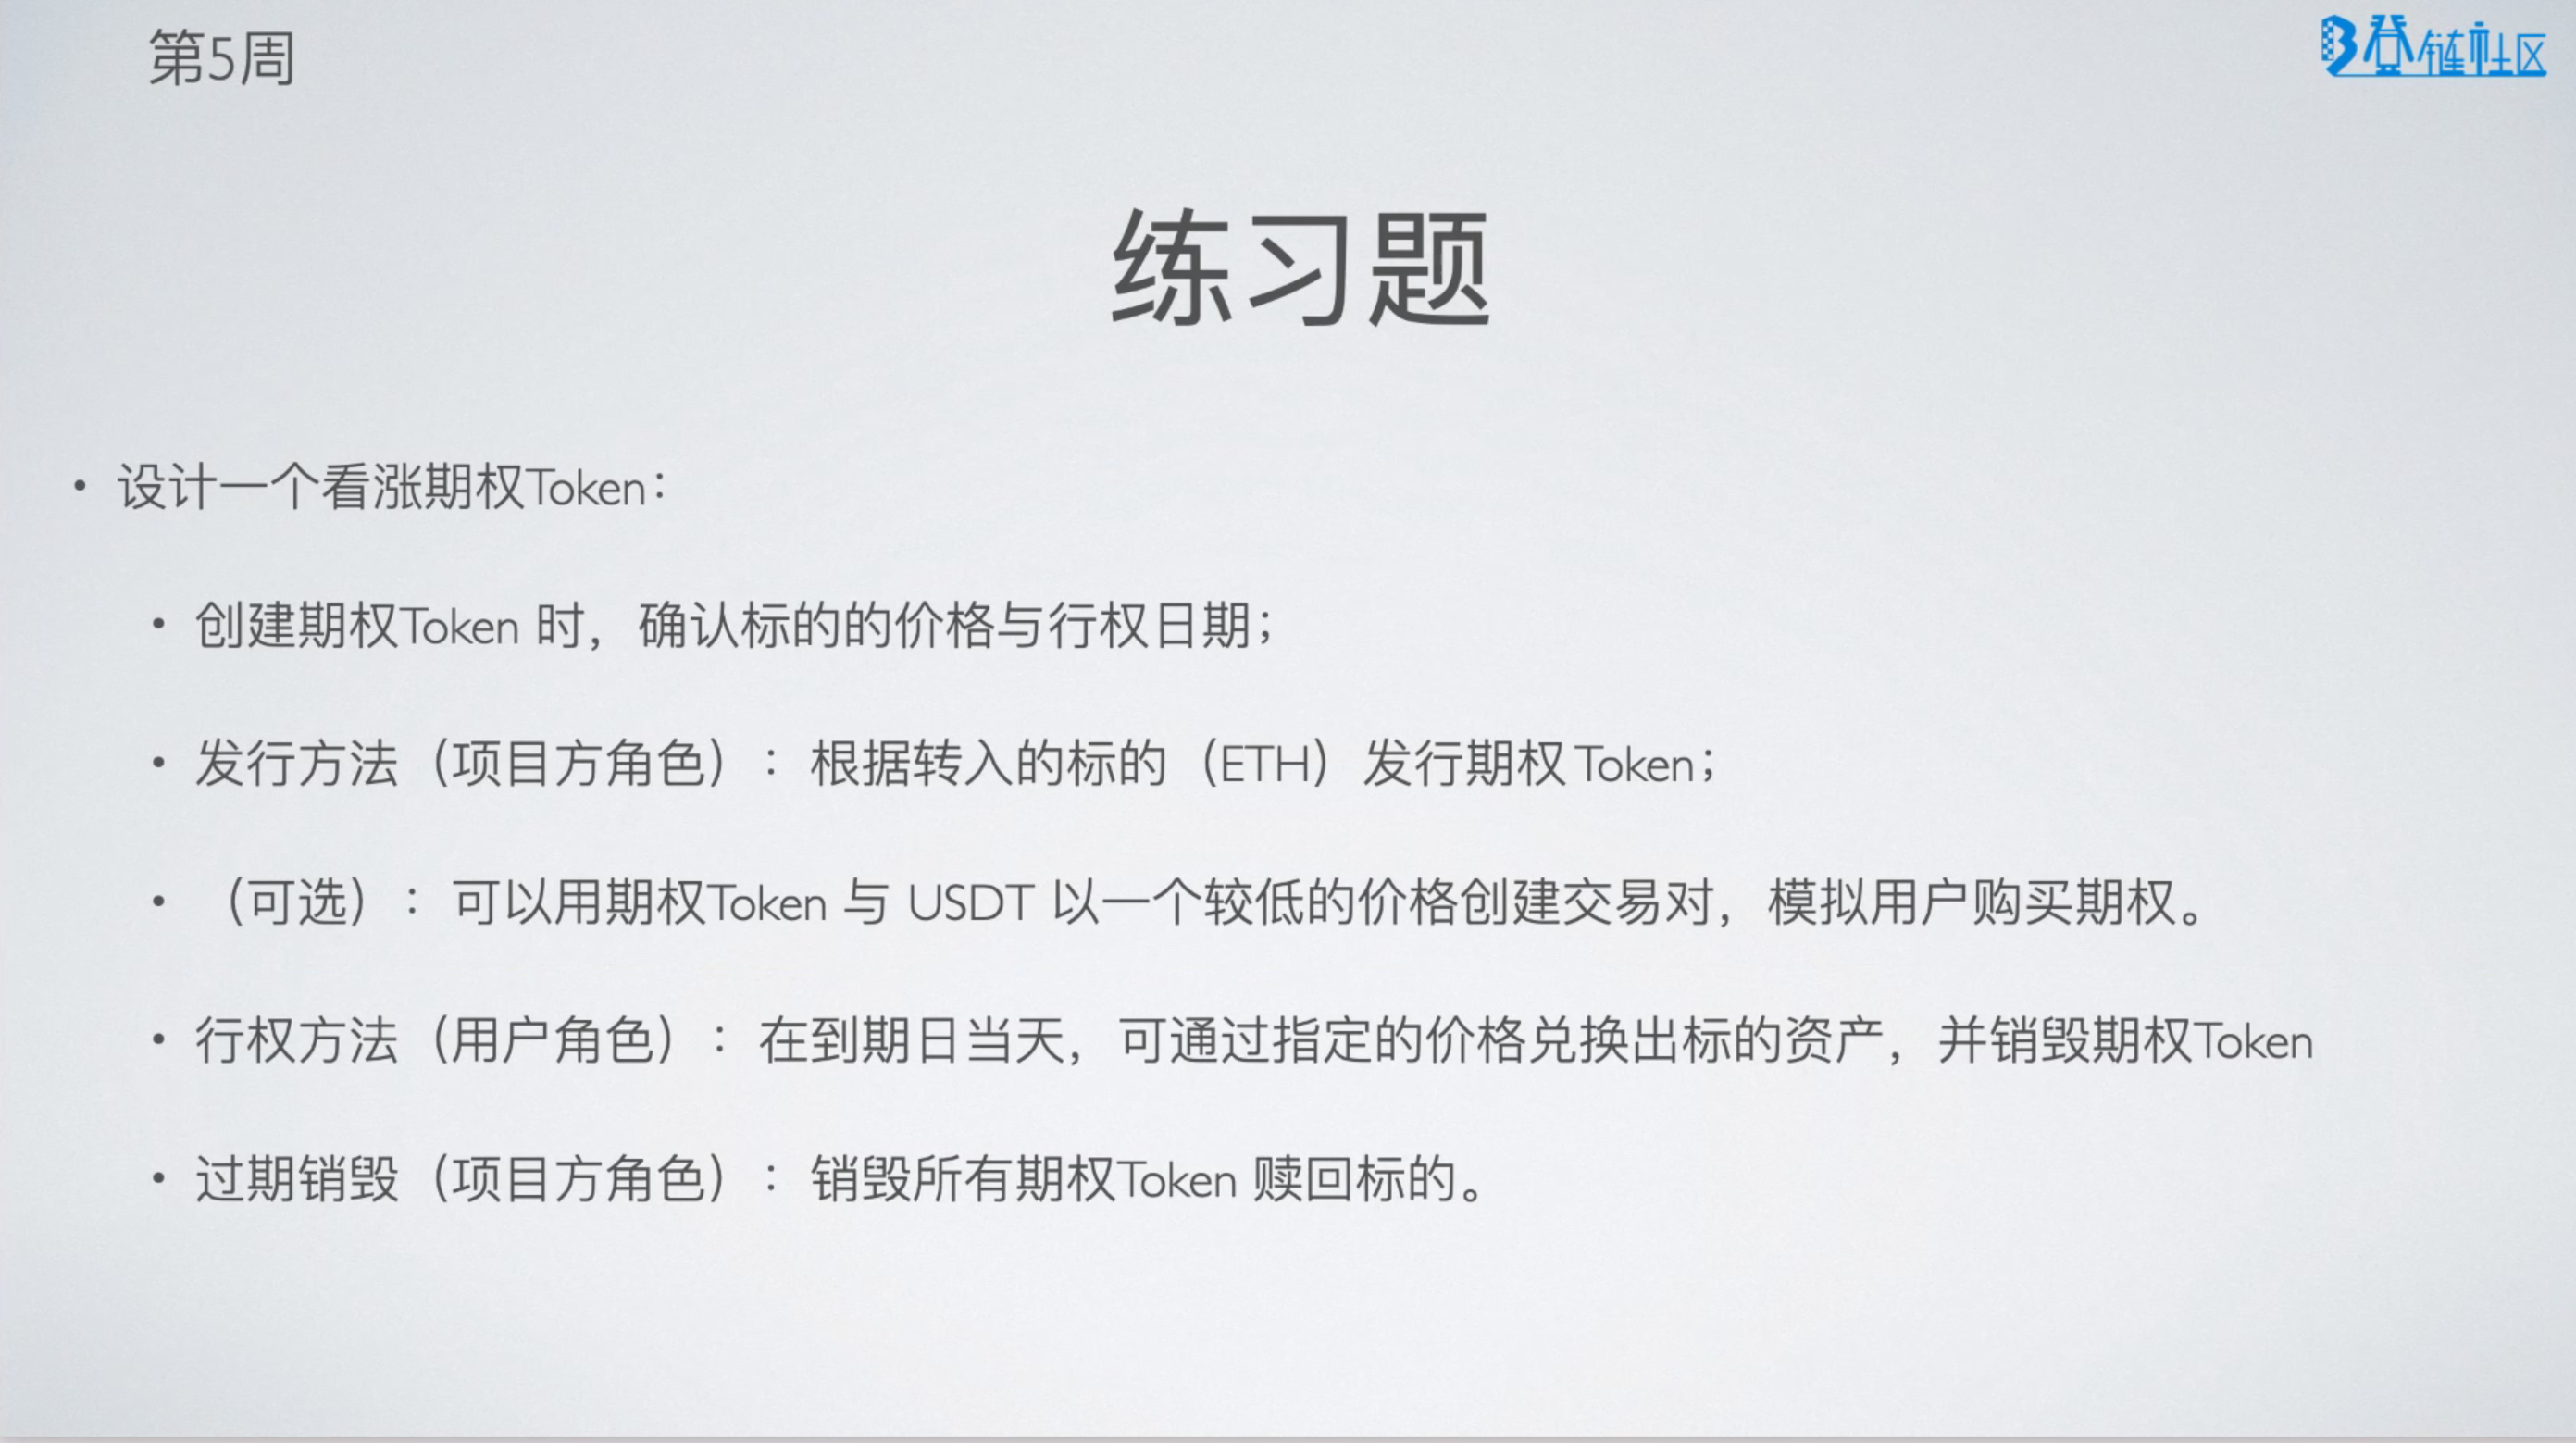 第5周
登链社区
练习题
• 设计一个看涨期权Token：
• 创建期权Token 时，确认标的的价格与行权日期；
• 发行方法（项目方角色）：根据转入的标的（ETH）发行期权Token；
• （可选）：可以用期权Token 与 USDT 以一个较低的价格创建交易对，模拟用户购买期权。
• 行权方法（用户角色）：在到期日当天，可通过指定的价格兑换出标的资产，并销毁期权Token
• 过期销毁（项目方角色）：销毁所有期权Token 赎回标的。